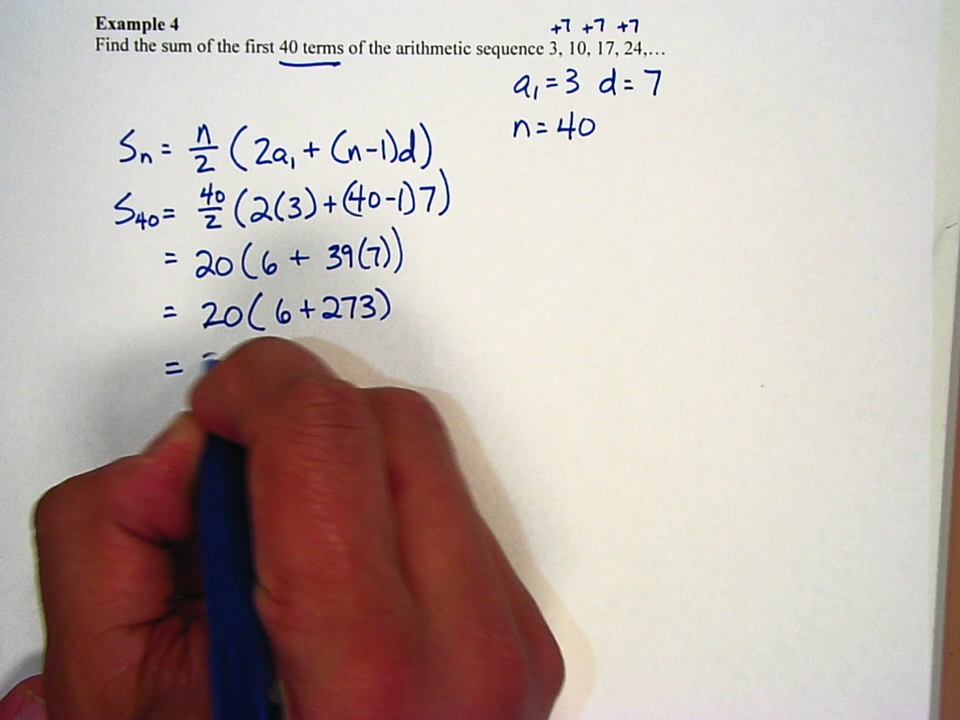 Example 4
+7 +7 +7
Find the sum of the first 40 terms of the arithmetic sequence 3, 10, 17, 24,...
a₁ = 3 d = 7
n = 40
Sₙ = n/2 (2a₁ + (n-1)d)
S₄₀ = 40/2 (2(3) + (40-1)7)
= 20(6 + 39(7))
= 20(6+273)
=